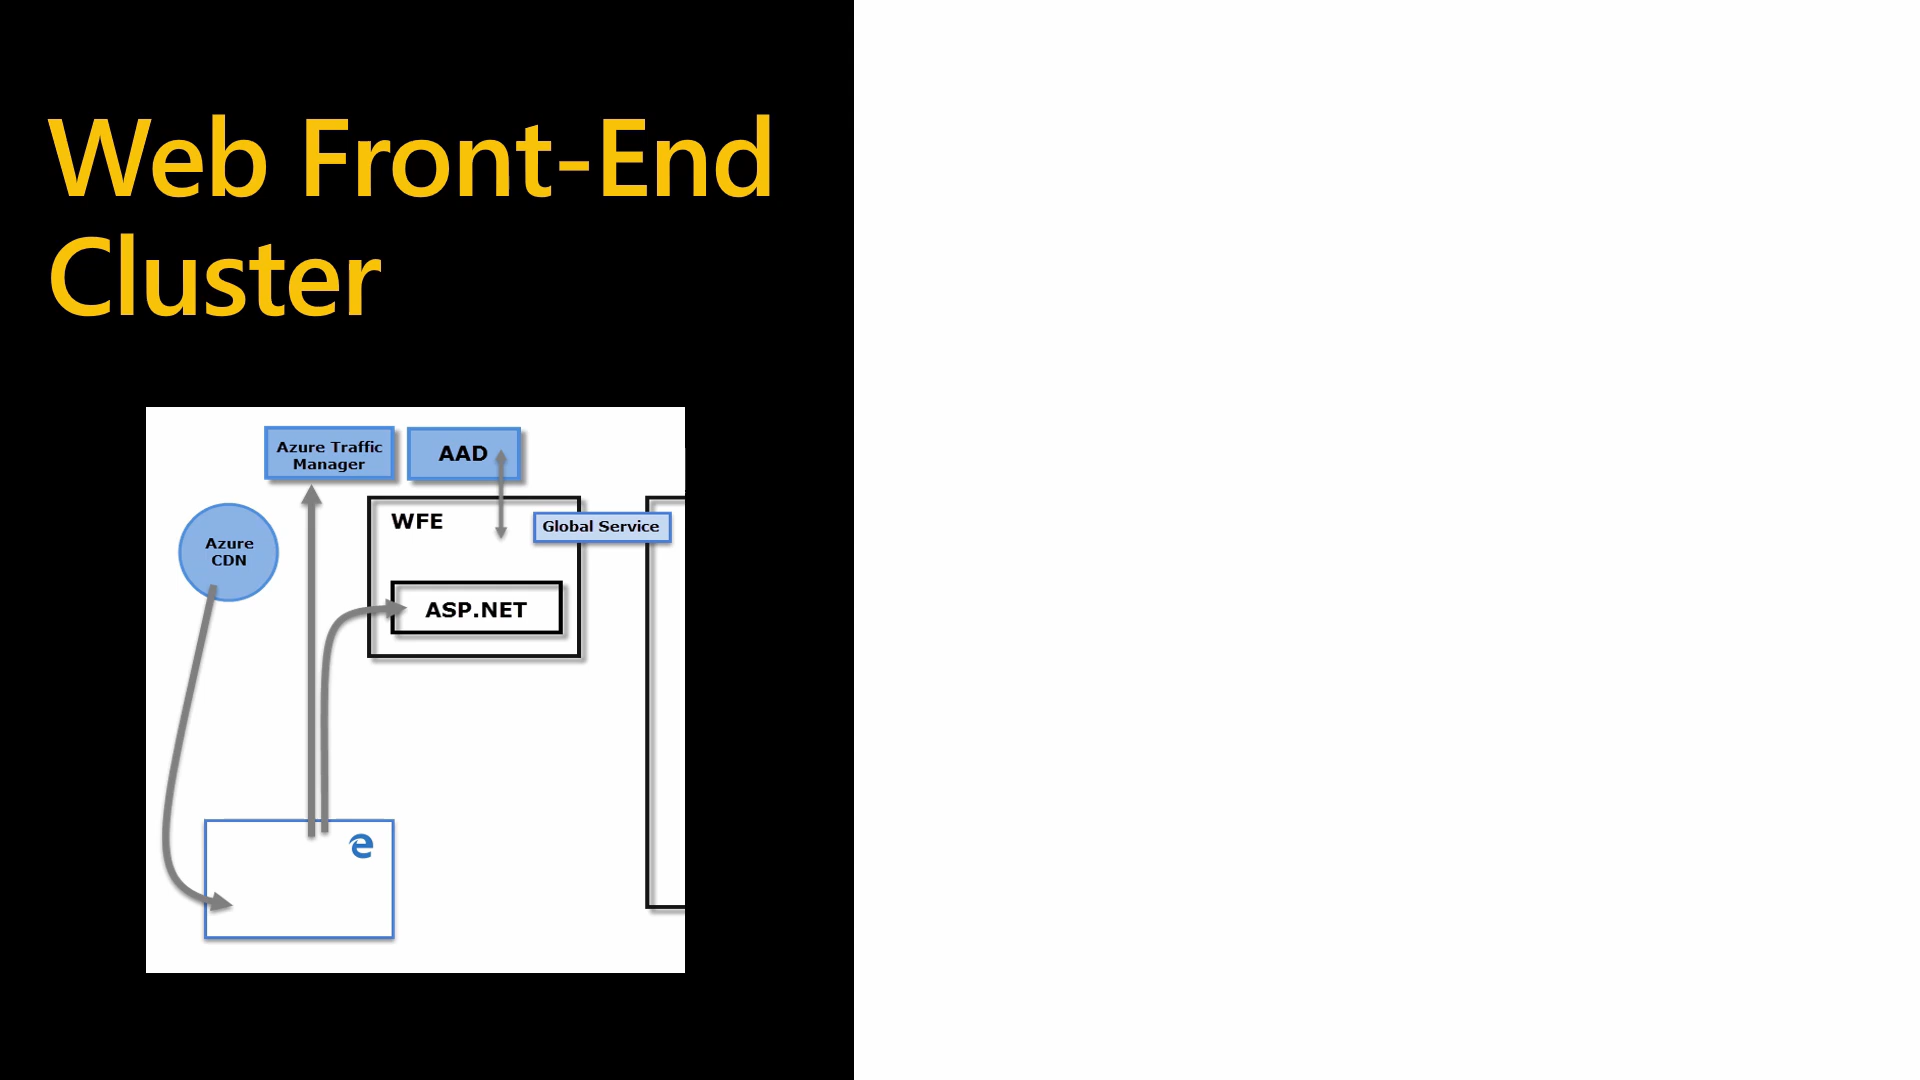 Web Front-End
Cluster
Azure Traffic
Manager
AAD
WFE
Global Service
Azure
CDN
ASP.NET